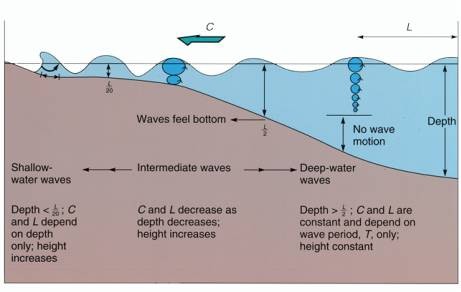 C
L
L
20
Waves feel bottom
L
2
No wave
motion
Depth
Shallow-
water waves
Intermediate waves
Deep-water
waves
Depth < L/20 ; C
and L depend
on depth
only; height
increases
C and L decrease as
depth decreases;
height increases
Depth > L/2 ; C and L are
constant and depend on
wave period, T, only;
height constant